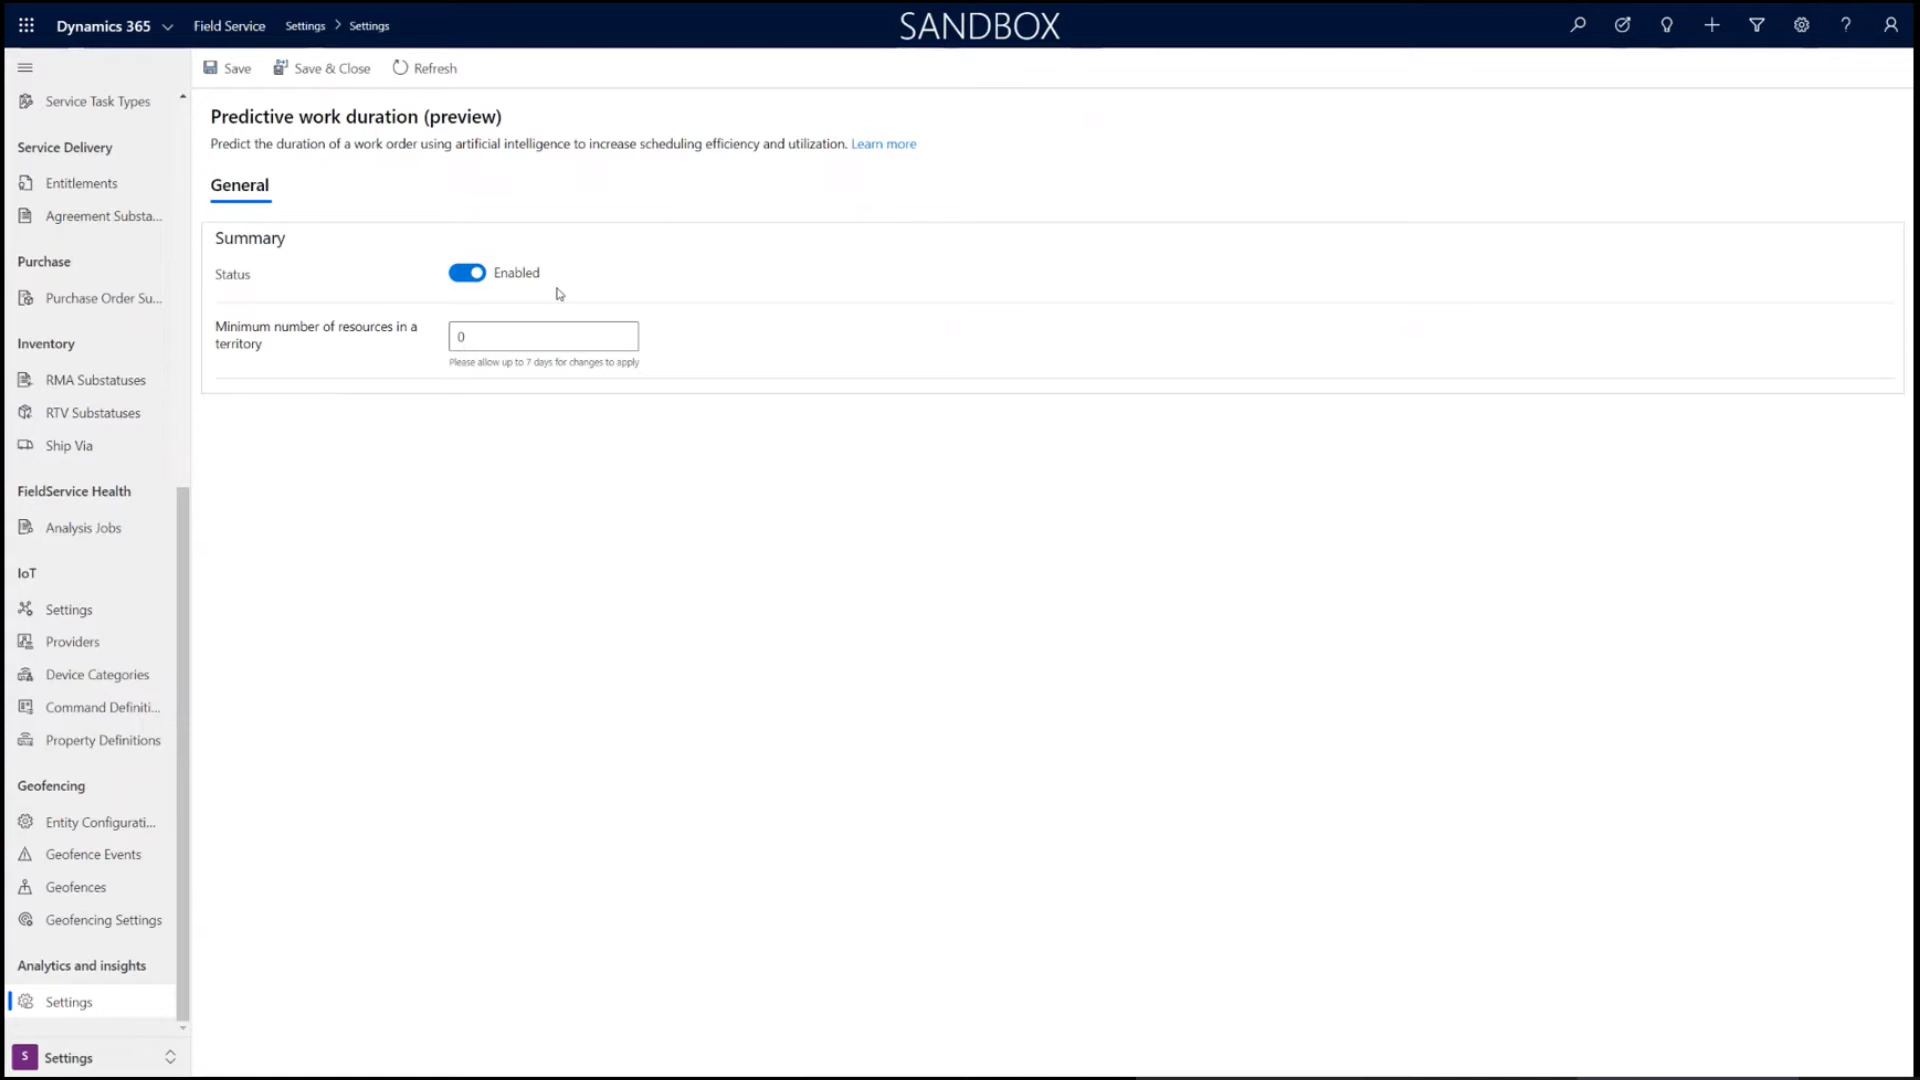 Dynamics 365
Field Service
Settings > Settings
SANDBOX
Save
Save & Close
Refresh
Service Task Types
Service Delivery
Entitlements
Agreement Substa...
Purchase
Purchase Order Su...
Inventory
RMA Substatuses
RTV Substatuses
Ship Via
FieldService Health
Analysis Jobs
IoT
Settings
Providers
Device Categories
Command Definiti...
Property Definitions
Geofencing
Entity Configurati...
Geofence Events
Geofences
Geofencing Settings
Analytics and insights
Settings
S Settings
Predictive work duration (preview)
Predict the duration of a work order using artificial intelligence to increase scheduling efficiency and utilization. Learn more
General
Summary
Status
Enabled
Minimum number of resources in a
territory
0
Please allow up to 7 days for changes to apply